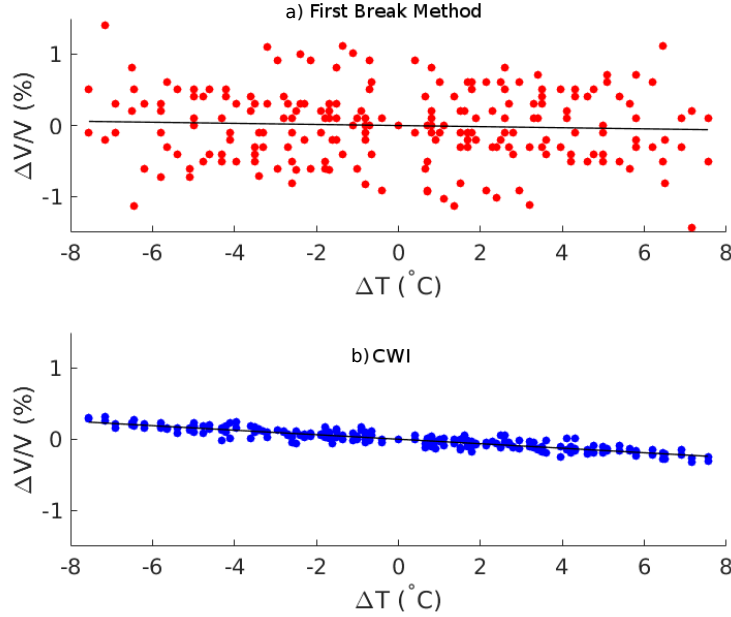 a) First Break Method
ΔV/V (%)
1
0
-1
-8 -6 -4 -2 0 2 4 6 8
ΔT (°C)
b) CWI
ΔV/V (%)
1
0
-1
-8 -6 -4 -2 0 2 4 6 8
ΔT (°C)